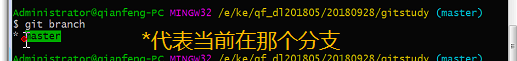 Administrator@qianfeng-PC MINGW32 /e/ke/qf_dl201805/20180928/gitstudy (master)
$ git branch
* master *代表当前在那个分支
Administrator@qianfeng-PC MINGW32 /e/ke/qf_dl201805/20180928/gitstudy (master)